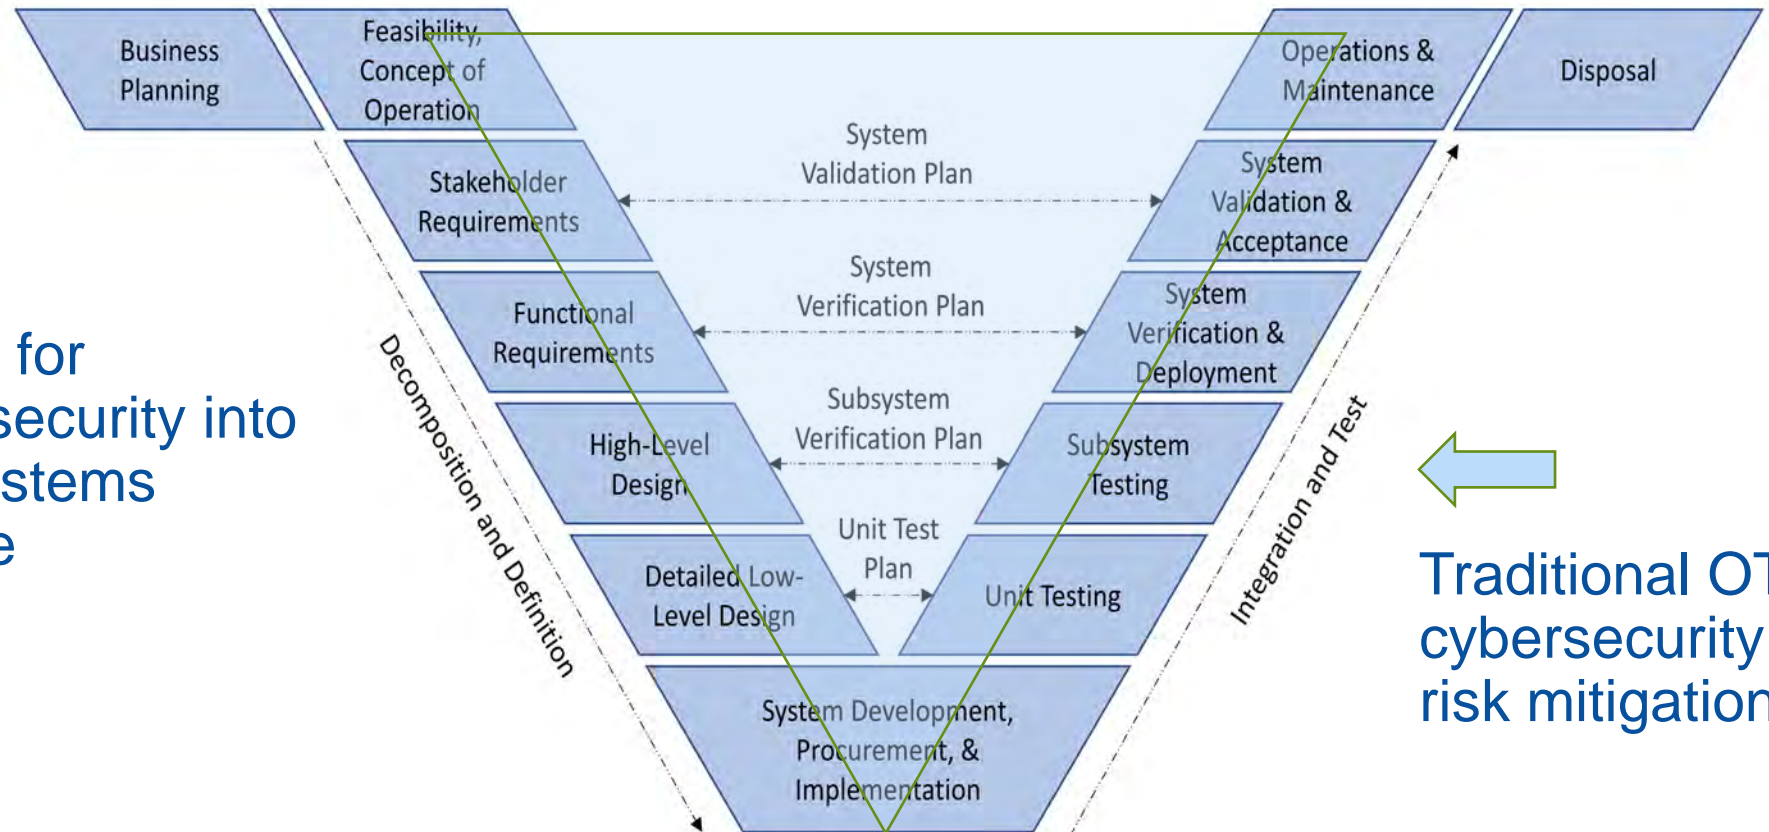 Business
Planning
Feasibility,
Concept of
Operation
Operations &
Maintenance
Disposal
System
Validation Plan
Stakeholder
Requirements
System
Validation &
Acceptance
System
Verification Plan
Functional
Requirements
System
Verification &
Deployment
for
security into
stems
e
Decomposition and Definition
Subsystem
Verification Plan
High-Level
Design
Subsystem
Testing
Integration and Test
Unit Test
Plan
Detailed Low-
Level Design
Unit Testing
Traditional OT
cybersecurity
risk mitigation
System Development,
Procurement, &
Implementation